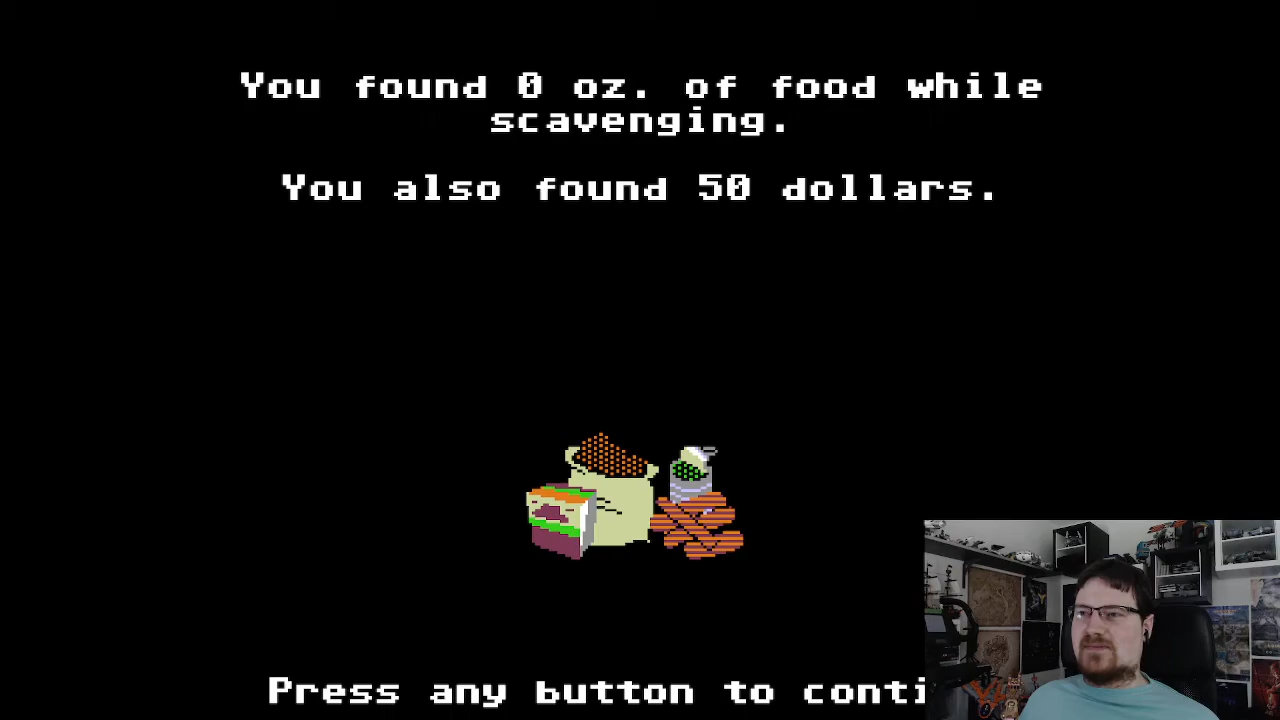 You found 0 oz. of food while
scavenging.
You also found 50 dollars.
Press any button to conti